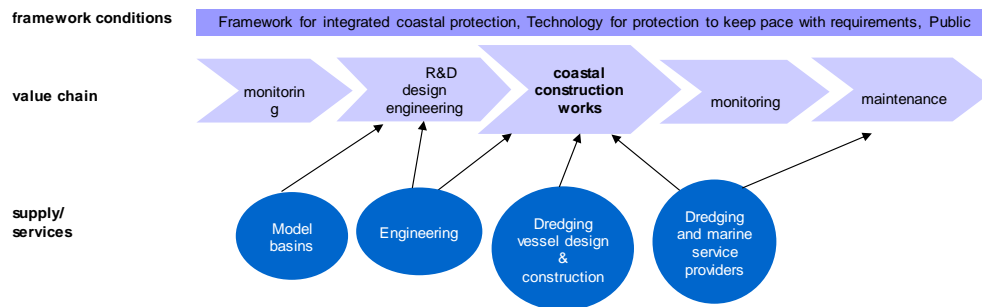 framework conditions
Framework for integrated coastal protection, Technology for protection to keep pace with requirements, Public
value chain
monitorin
g
R&D
design
engineering
coastal
construction
works
monitoring
maintenance
supply/
services
Model
basins
Engineering
Dredging
vessel design
&
construction
Dredging
and marine
service
providers